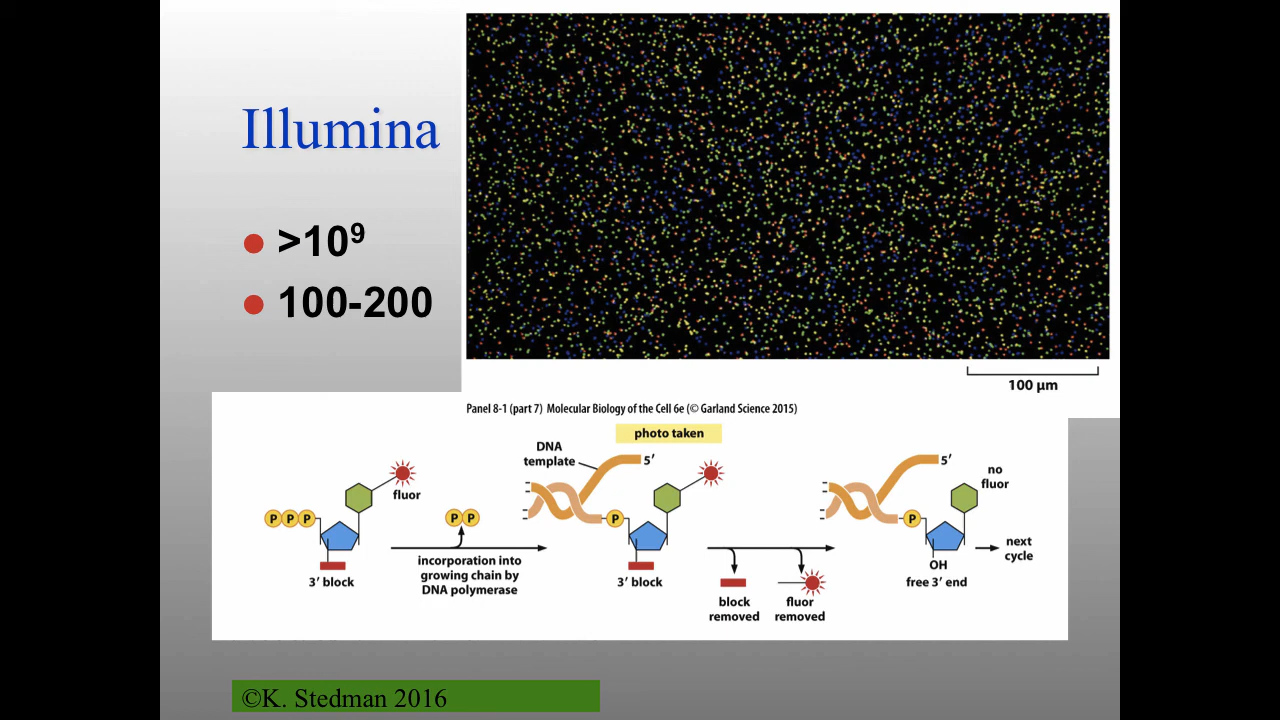 Illumina
>10⁹
100-200
100 μm
Panel 8-1 (part 7) Molecular Biology of the Cell 6e (© Garland Science 2015)
photo taken
DNA
template
5′
5′
no
fluor
fluor
P P P
P P
P
P
next
cycle
incorporation into
growing chain by
DNA polymerase
OH
3′ block
3′ block
free 3′ end
block
removed
fluor
removed
©K. Stedman 2016